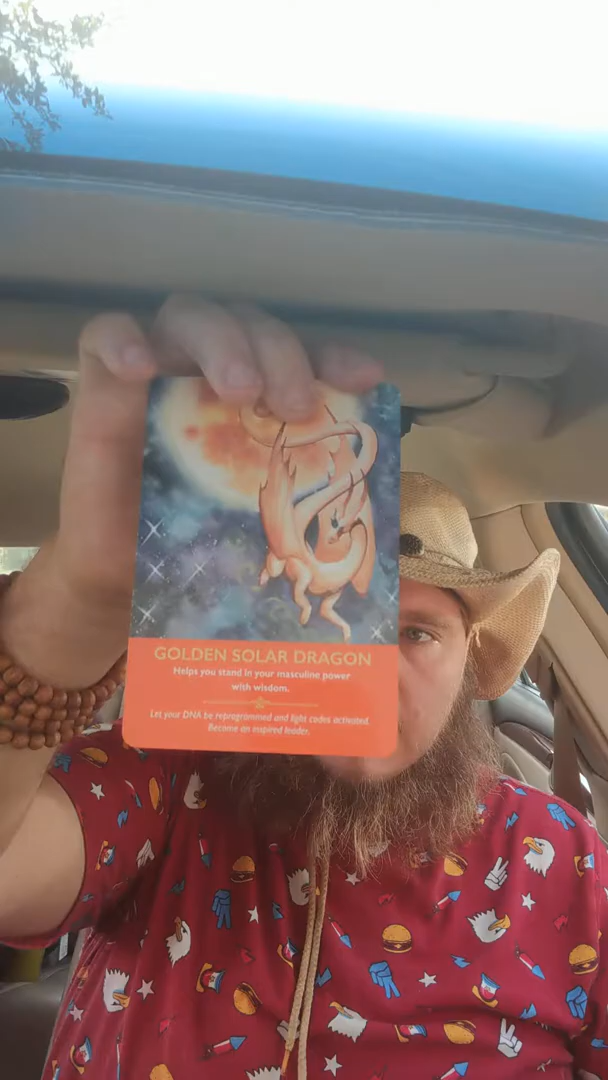 GOLDEN SOLAR DRAGON
Helps you stand in your masculine power
with wisdom.
Let your DNA be reprogrammed and light codes activated.
Become an inspired leader.